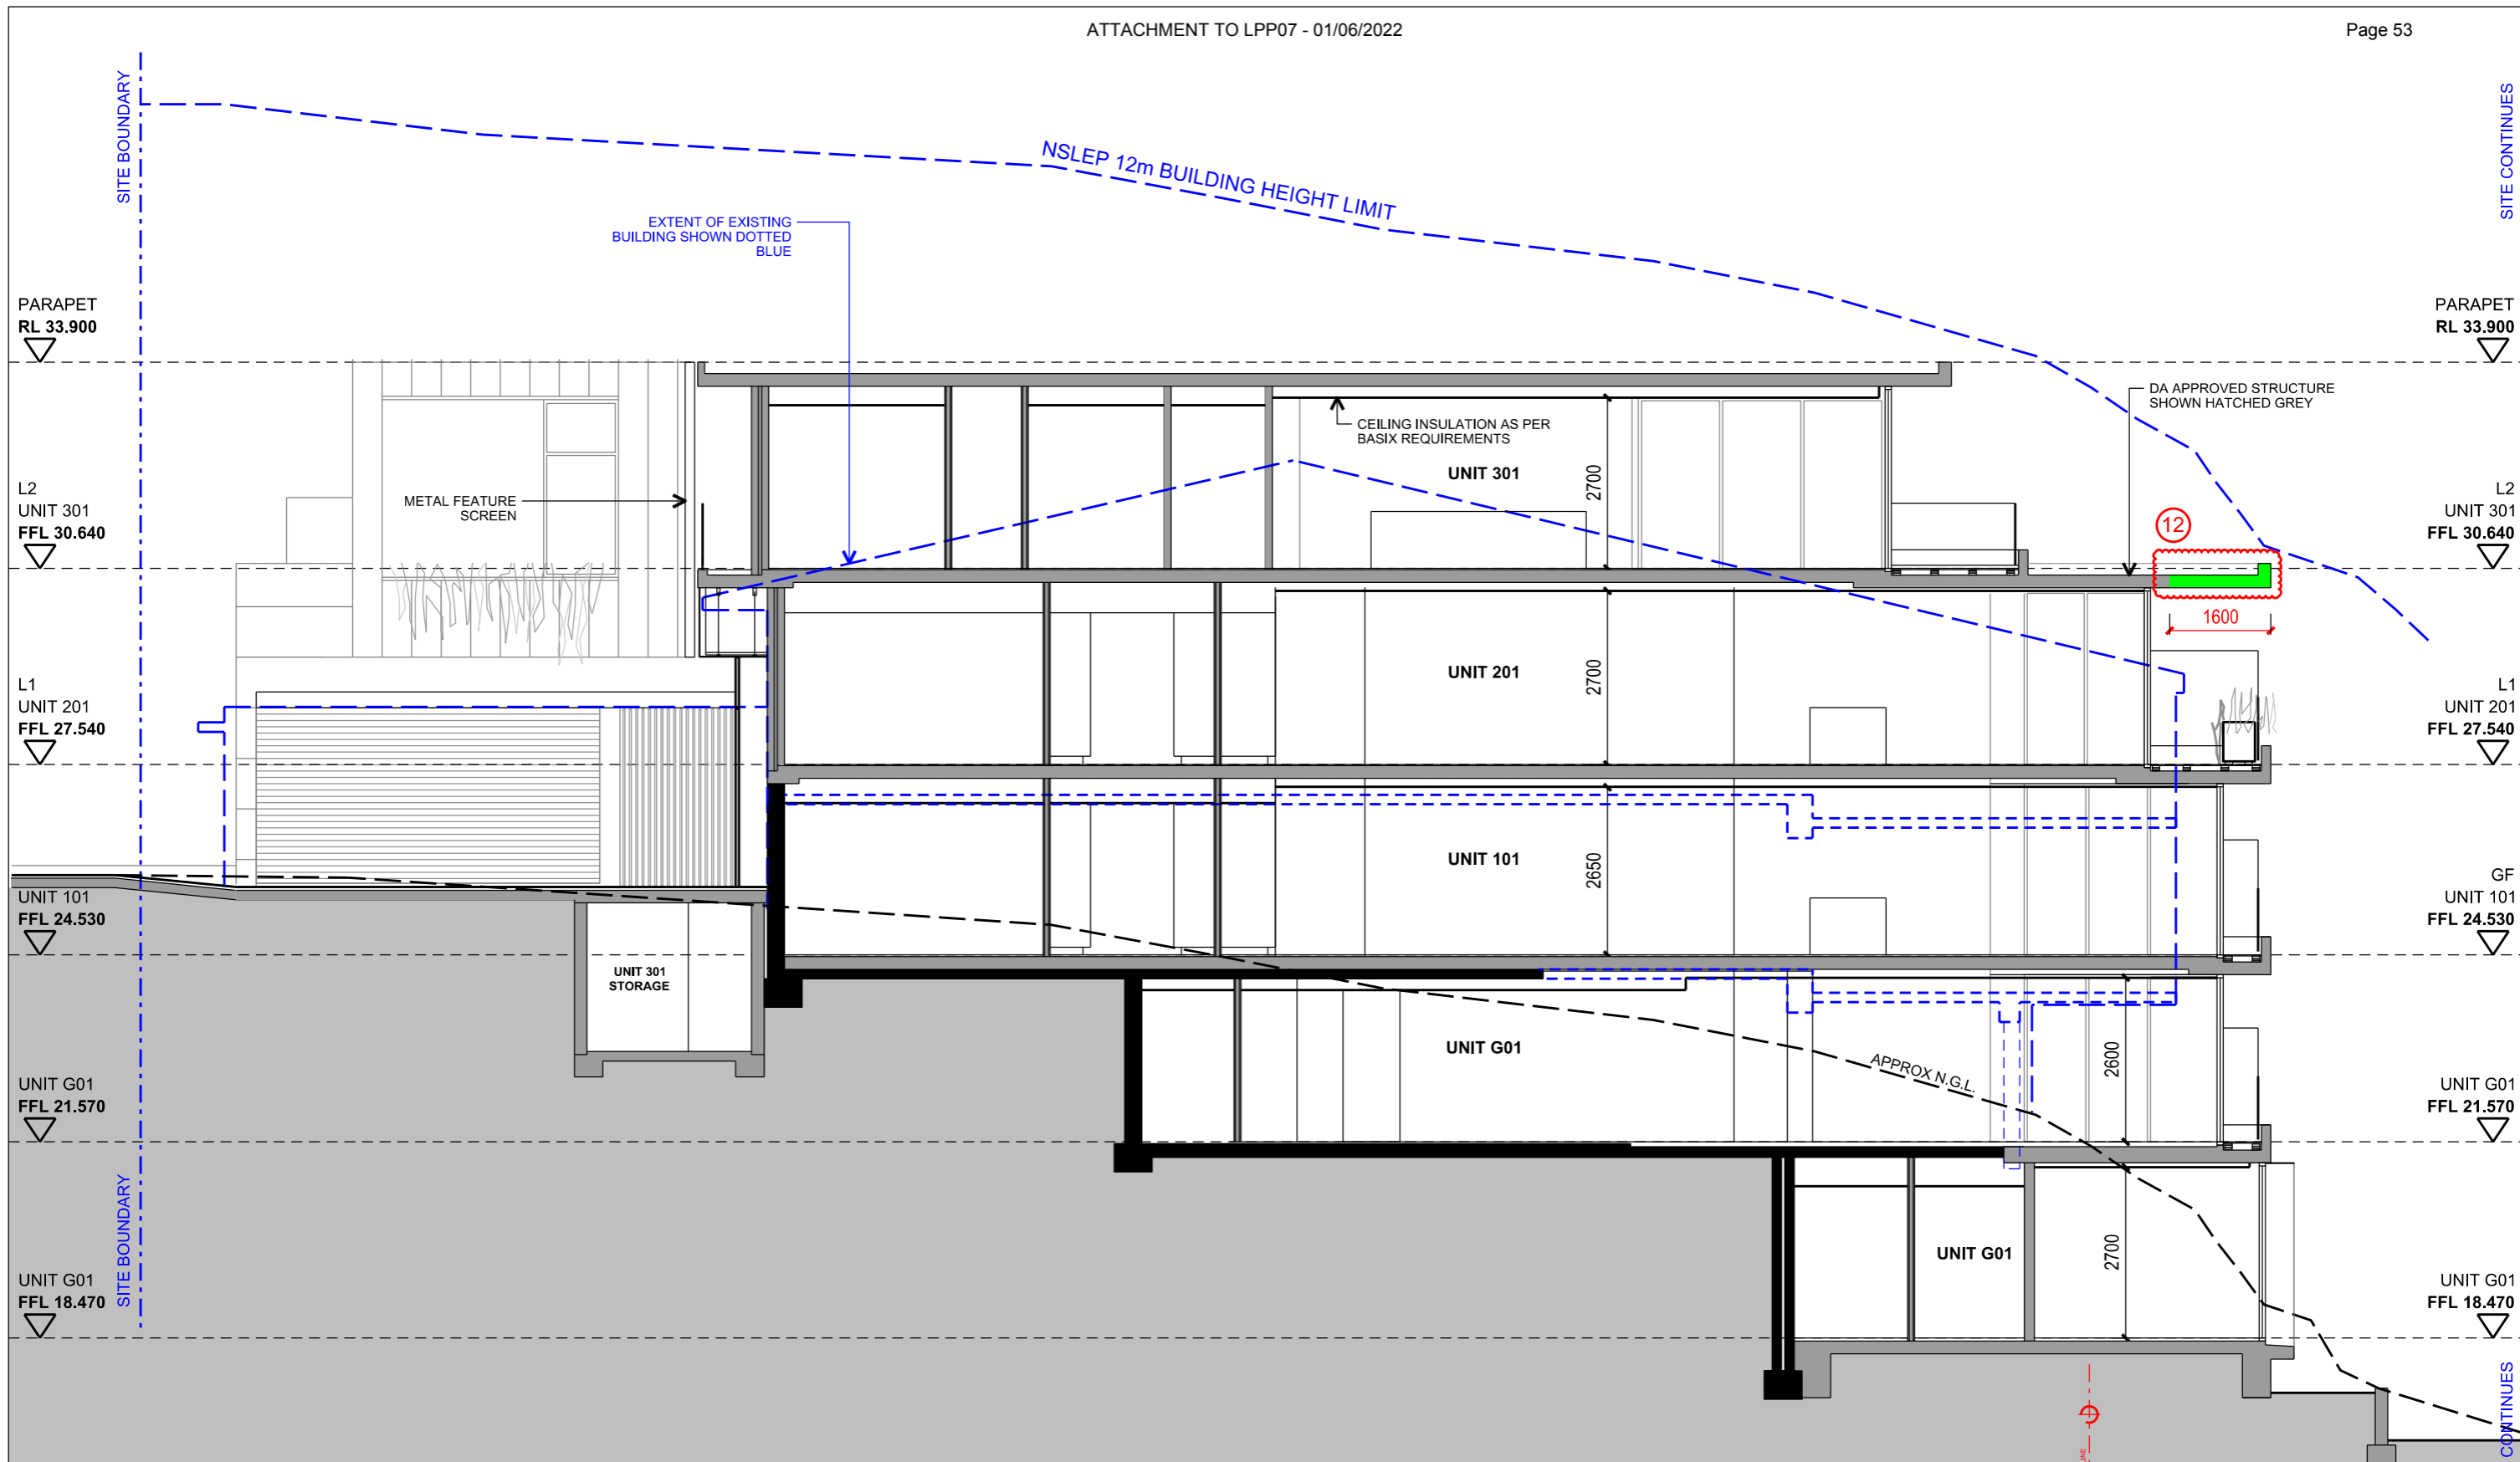 ATTACHMENT TO LPP07 - 01/06/2022
Page 53
SITE BOUNDARY
SITE CONTINUES
NSLEP 12m BUILDING HEIGHT LIMIT
EXTENT OF EXISTING
BUILDING SHOWN DOTTED
BLUE
PARAPET
RL 33.900
PARAPET
RL 33.900
DA APPROVED STRUCTURE
SHOWN HATCHED GREY
CEILING INSULATION AS PER
BASIX REQUIREMENTS
UNIT 301
2700
METAL FEATURE
SCREEN
L2
UNIT 301
FFL 30.640
12
L2
UNIT 301
FFL 30.640
1600
L1
UNIT 201
FFL 27.540
UNIT 201
2700
L1
UNIT 201
FFL 27.540
UNIT 101
2650
UNIT 101
FFL 24.530
GF
UNIT 101
FFL 24.530
UNIT 301
STORAGE
UNIT G01
2600
APPROX N.G.L.
UNIT G01
FFL 21.570
UNIT G01
FFL 21.570
SITE BOUNDARY
UNIT G01
2700
UNIT G01
FFL 18.470
UNIT G01
FFL 18.470
CONTINUES